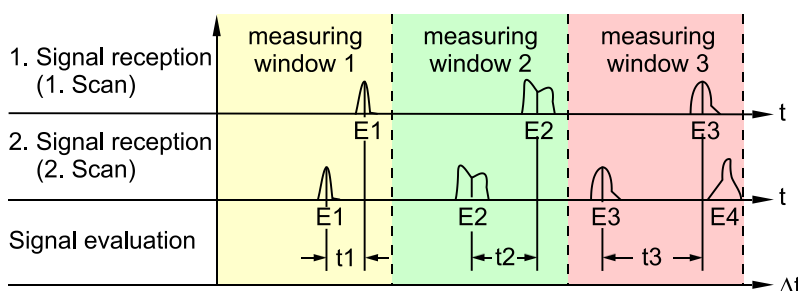 measuring window 1
measuring window 2
measuring window 3
1. Signal reception
(1. Scan)
t
E1
E2
E3
2. Signal reception
(2. Scan)
t
E1
E2
E3
E4
Signal evaluation
t1
t2
t3
Δt